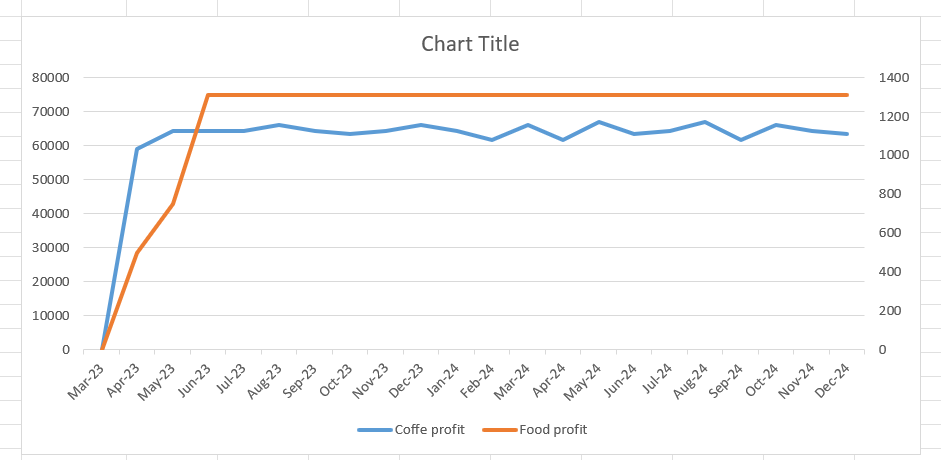 Chart Title
80000
70000
60000
50000
40000
30000
20000
10000
0
1400
1200
1000
800
600
400
200
0
Mar-23
Apr-23
May-23
Jun-23
Jul-23
Aug-23
Sep-23
Oct-23
Nov-23
Dec-23
Jan-24
Feb-24
Mar-24
Apr-24
May-24
Jun-24
Jul-24
Aug-24
Sep-24
Oct-24
Nov-24
Dec-24
Coffe profit
Food profit